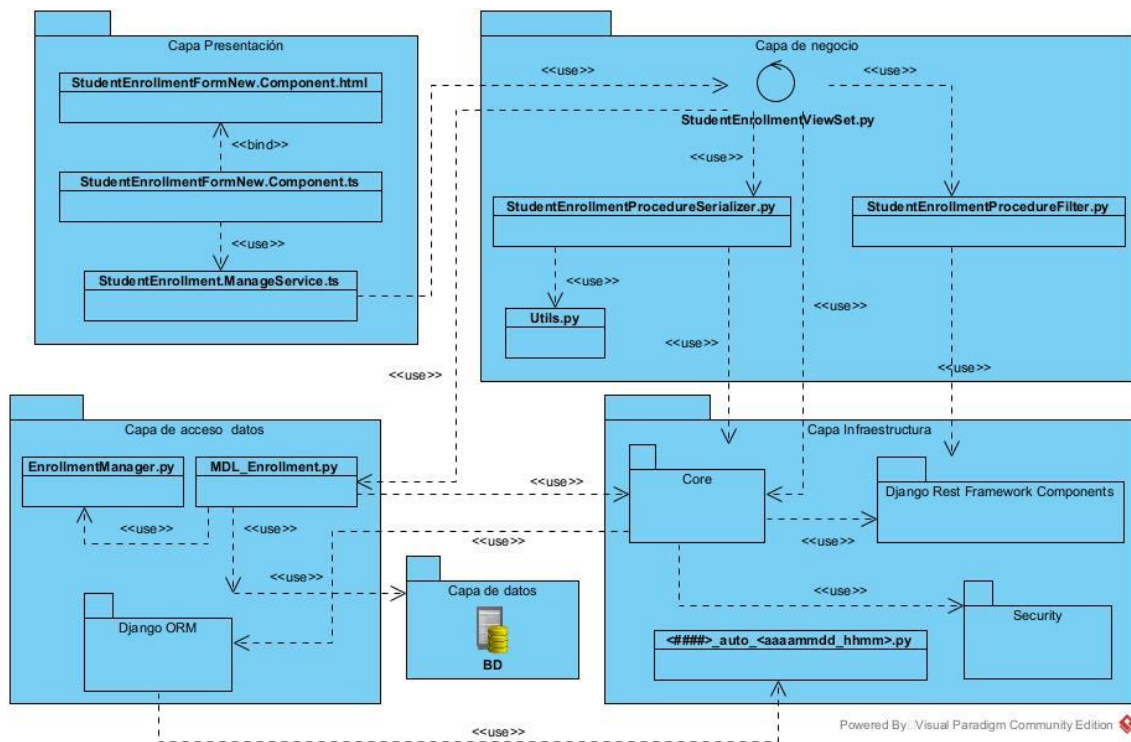 Capa Presentación
StudentEnrollmentFormNew.Component.html
<<bind>>
StudentEnrollmentFormNew.Component.ts
<<use>>
StudentEnrollment.ManageService.ts
<<use>>
Capa de negocio
StudentEnrollmentViewSet.py
<<use>>
<<use>>
StudentEnrollmentProcedureSerializer.py
StudentEnrollmentProcedureFilter.py
<<use>>
Utils.py
<<use>>
<<use>>
<<use>>
<<use>>
Capa de acceso datos
EnrollmentManager.py
MDL_Enrollment.py
<<use>>
<<use>>
<<use>>
<<use>>
<<use>>
Django ORM
Capa de datos
BD
Capa Infraestructura
Core
Django Rest Framework Components
<<use>>
<<use>>
Security
<####>_auto_<aaaammdd_hhmm>.py
<<use>>
Powered By Visual Paradigm Community Edition